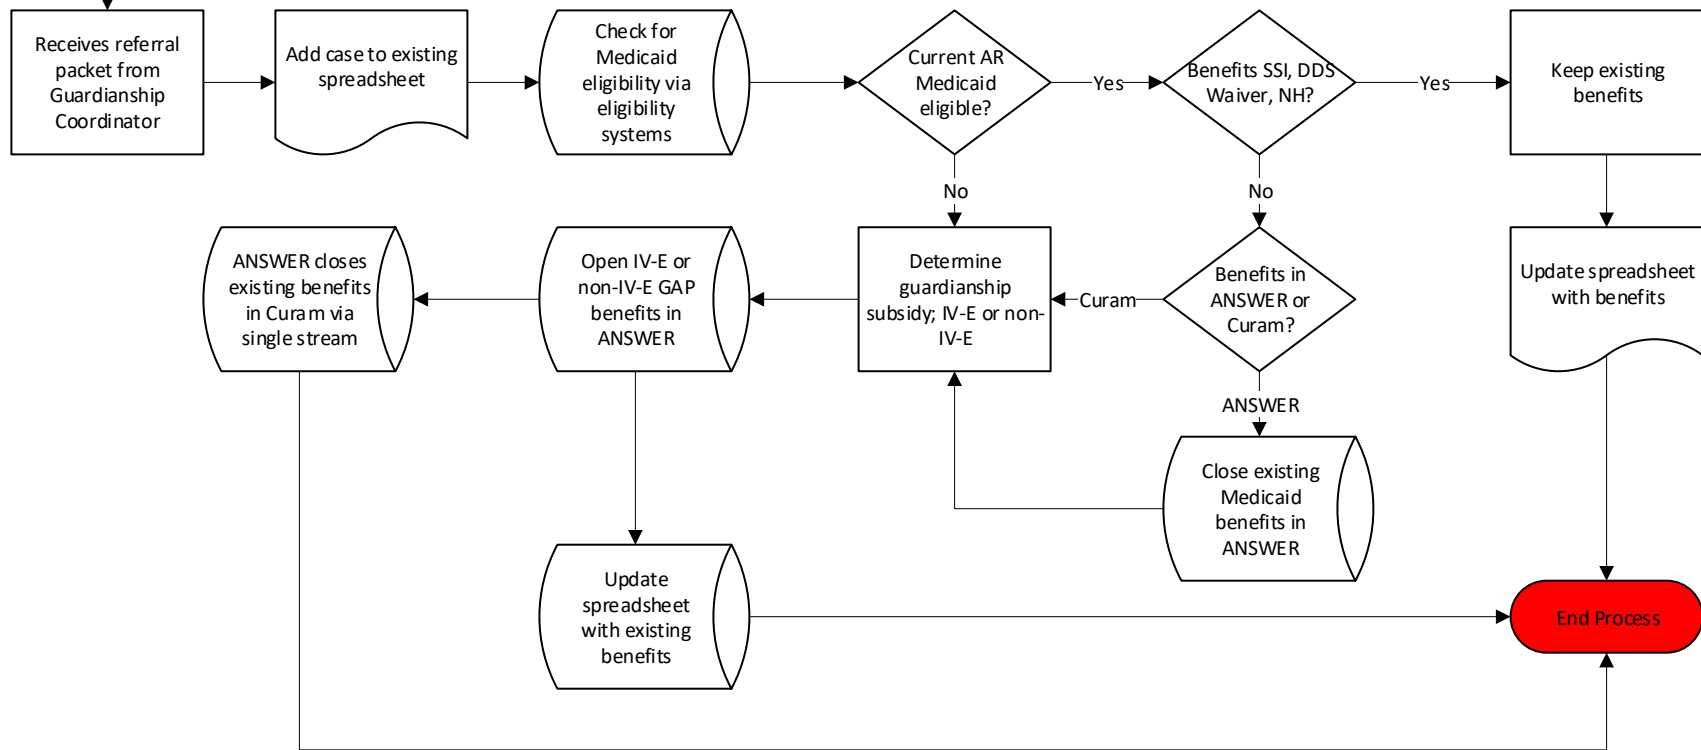 Receives referral
packet from
Guardianship
Coordinator
Add case to existing
spreadsheet
Check for
Medicaid
eligibility via
eligibility
systems
Current AR
Medicaid
eligible?
Yes
Benefits SSI, DDS
Waiver, NH?
Yes
Keep existing
benefits
No
No
ANSWER closes
existing benefits
in Curam via
single stream
Open IV-E or
non-IV-E GAP
benefits in
ANSWER
Determine
guardianship
subsidy; IV-E or non-
IV-E
Curam
Benefits in
ANSWER or
Curam?
Update spreadsheet
with benefits
ANSWER
Close existing
Medicaid
benefits in
ANSWER
Update
spreadsheet
with existing
benefits
End Process